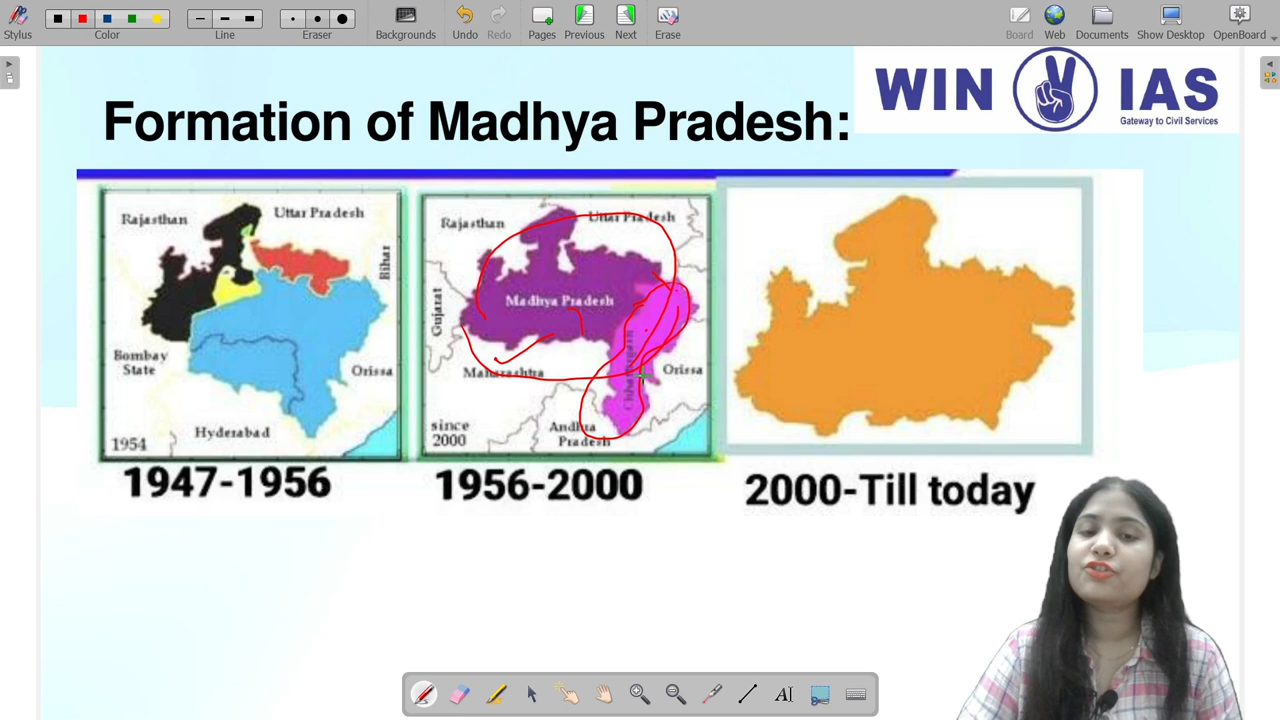 Stylus
Color
Line
Eraser
Backgrounds
Undo
Redo
Pages
Previous
Next
Erase
Board
Web
Documents
Show Desktop
OpenBoard
WIN IAS
Gateway to Civil Services
Formation of Madhya Pradesh:
Rajasthan
Uttar Pradesh
Bihar
Bombay
State
Orissa
Hyderabad
1954
Rajasthan
Uttar Pradesh
Gujarat
Madhya Pradesh
Chhattisgarh
Maharashtra
Orissa
since
2000
Andhra
Pradesh
1947-1956
1956-2000
2000-Till today
AI